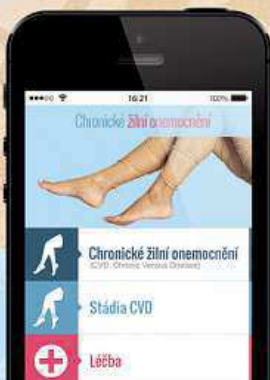 16:21
100%
Chronické žilní onemocnění
Chronické žilní onemocnění
(CVD, Chronic Venous Disease)
Stádia CVD
Léčba